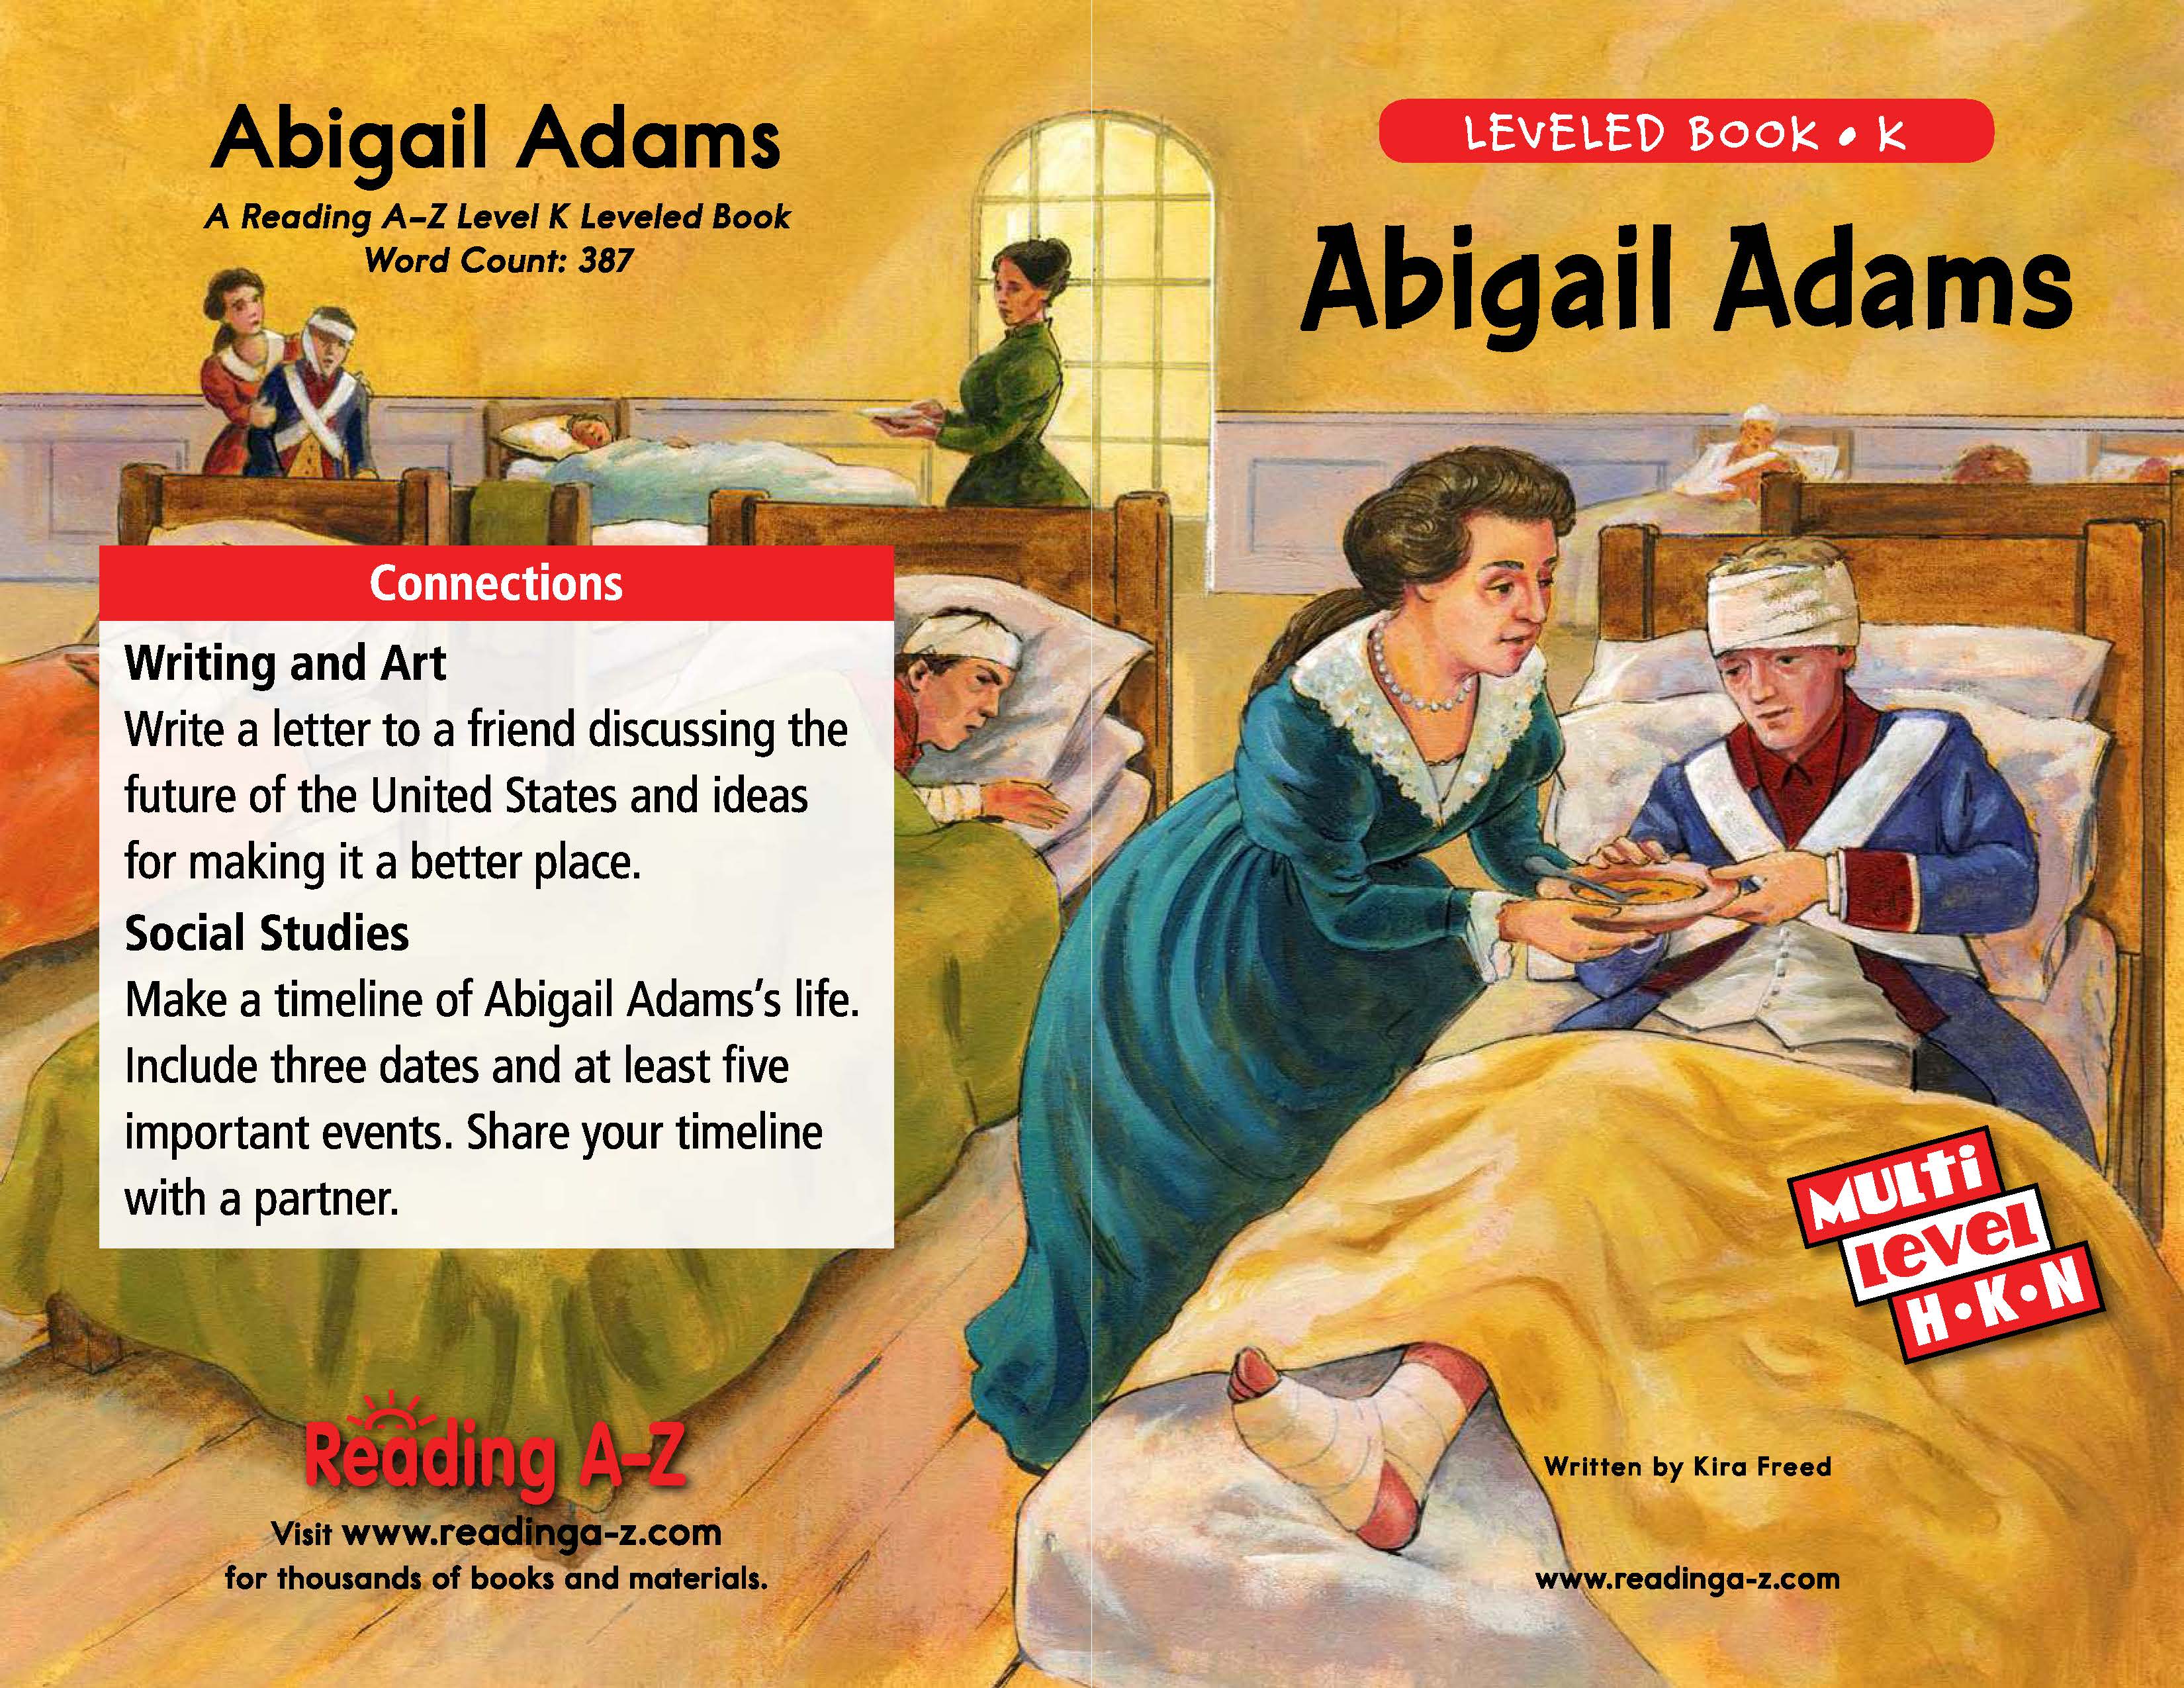 Abigail Adams
A Reading A–Z Level K Leveled Book
Word Count: 387
Connections
Writing and Art
Write a letter to a friend discussing the
future of the United States and ideas
for making it a better place.
Social Studies
Make a timeline of Abigail Adams’s life.
Include three dates and at least five
important events. Share your timeline
with a partner.
Reading A–Z
Visit www.readinga-z.com
for thousands of books and materials.
LEVELED BOOK • K
Abigail Adams
MULTI
LEVEL
H•K•N
Written by Kira Freed
www.readinga-z.com